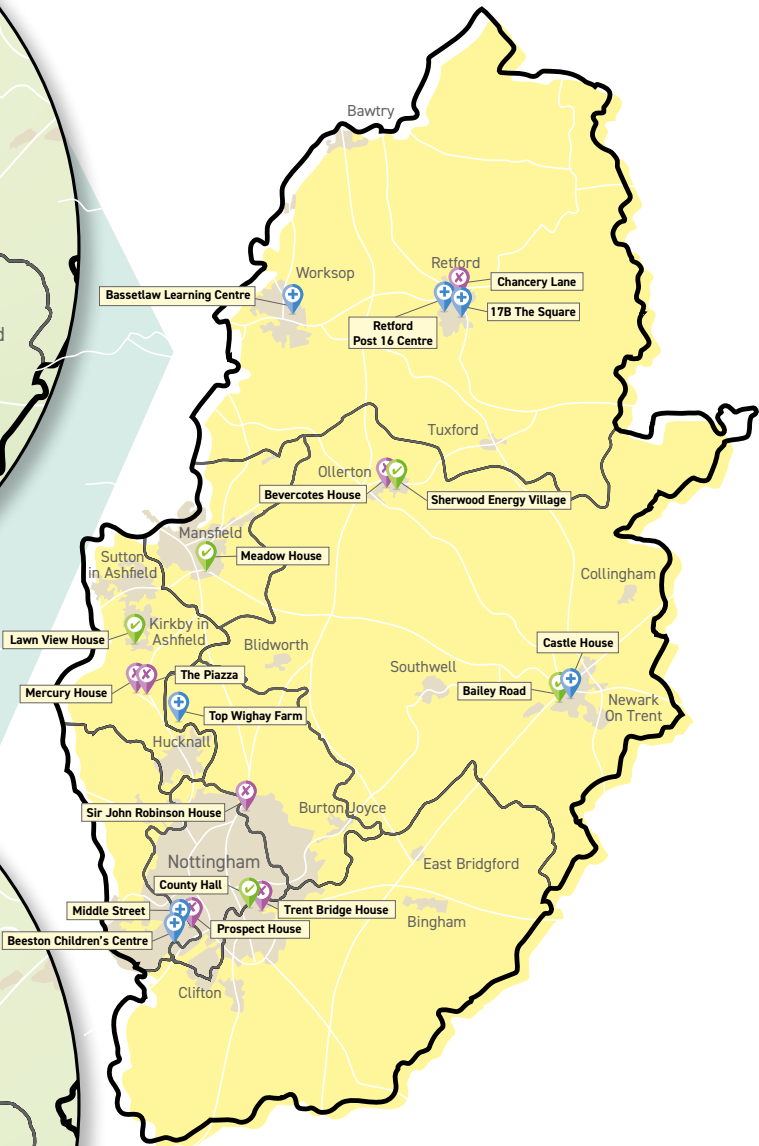 Bawtry
Worksop
Retford
Chancery Lane
Bassetlaw Learning Centre
17B The Square
Retford
Post 16 Centre
Tuxford
Ollerton
Bevercotes House
Sherwood Energy Village
Mansfield
Meadow House
Sutton
in Ashfield
Collingham
Lawn View House
Kirkby in
Ashfield
Blidworth
Castle House
Southwell
The Piazza
Mercury House
Bailey Road
Newark
On Trent
Top Wighay Farm
Hucknall
Sir John Robinson House
Burton Joyce
Nottingham
East Bridgford
County Hall
Middle Street
Trent Bridge House
Bingham
Prospect House
Beeston Children's Centre
Clifton